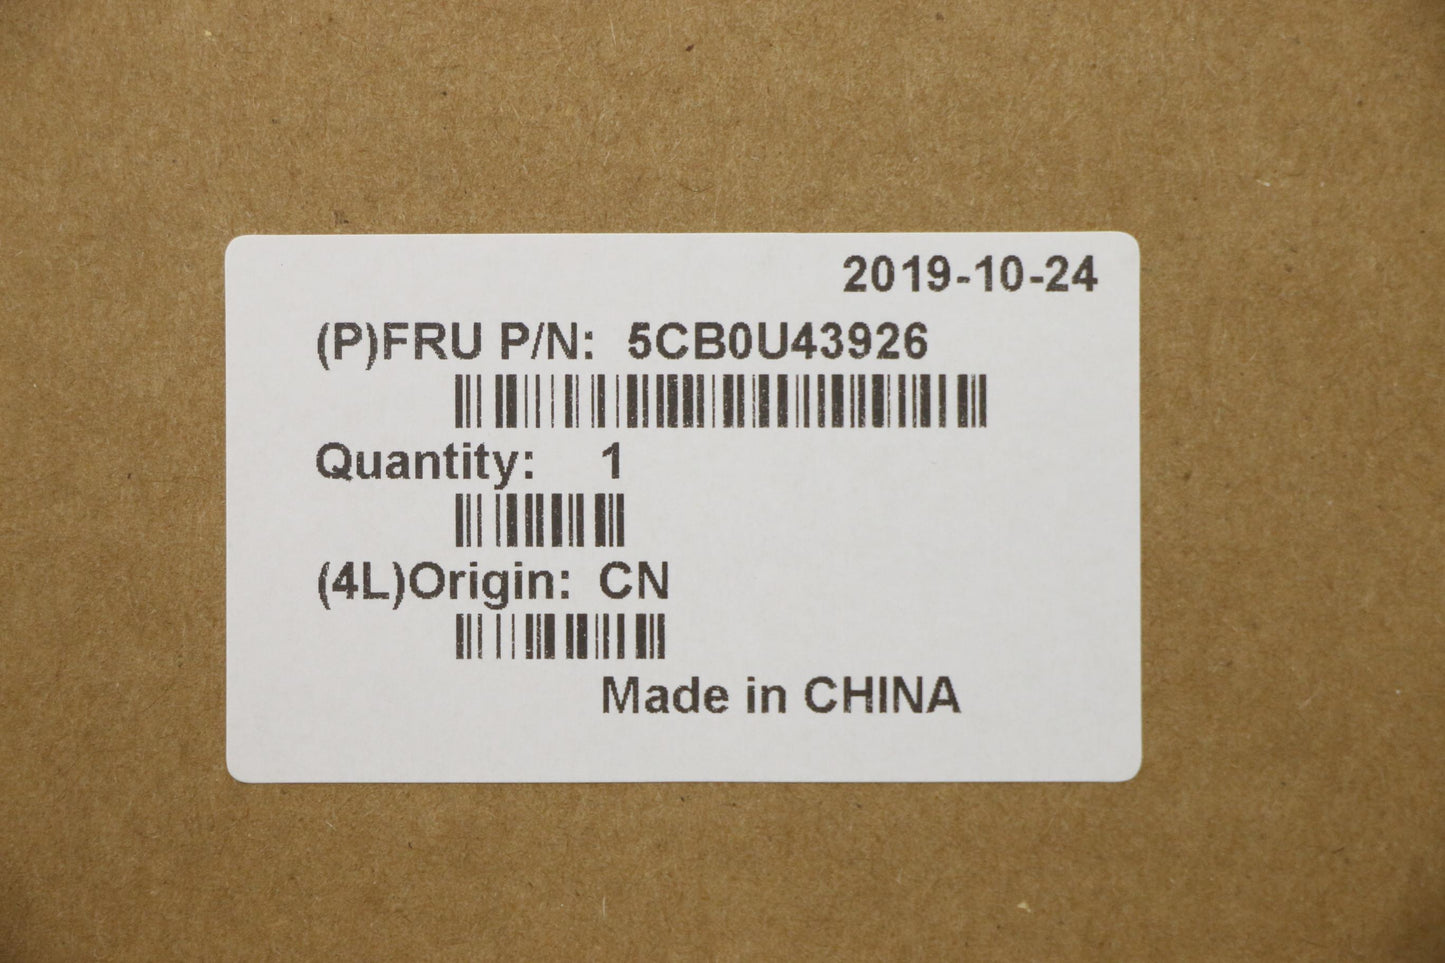 2019-10-24
(P)FRU P/N: 5CB0U43926
Quantity: 1
(4L)Origin: CN
Made in CHINA